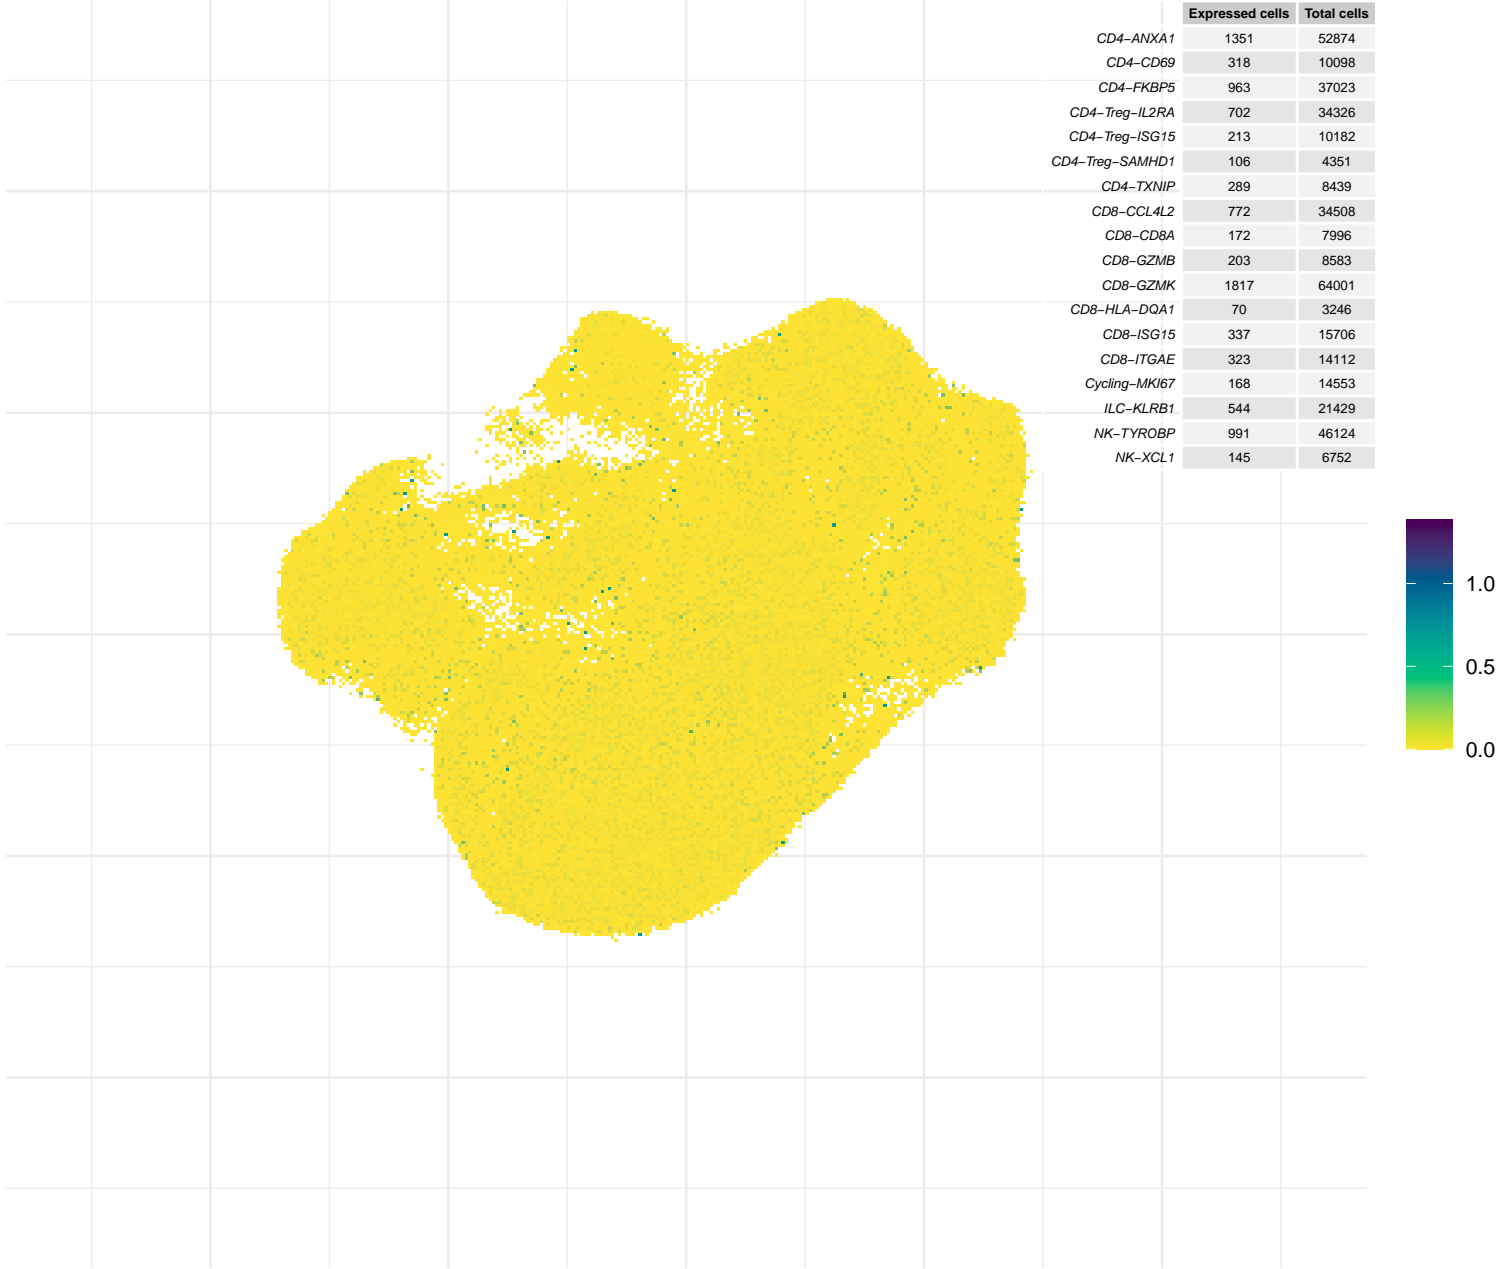 Expressed cells Total cells
CD4−ANXA1 1351 52874
CD4−CD69 318 10098
CD4−FKBP5 963 37023
CD4−Treg−IL2RA 702 34326
CD4−Treg−ISG15 213 10182
CD4−Treg−SAMHD1 106 4351
CD4−TXNIP 289 8439
CD8−CCL4L2 772 34508
CD8−CD8A 172 7996
CD8−GZMB 203 8583
CD8−GZMK 1817 64001
CD8−HLA−DQA1 70 3246
CD8−ISG15 337 15706
CD8−ITGAE 323 14112
Cycling−MKI67 168 14553
ILC−KLRB1 544 21429
NK−TYROBP 991 46124
NK−XCL1 145 6752
1.0
0.5
0.0